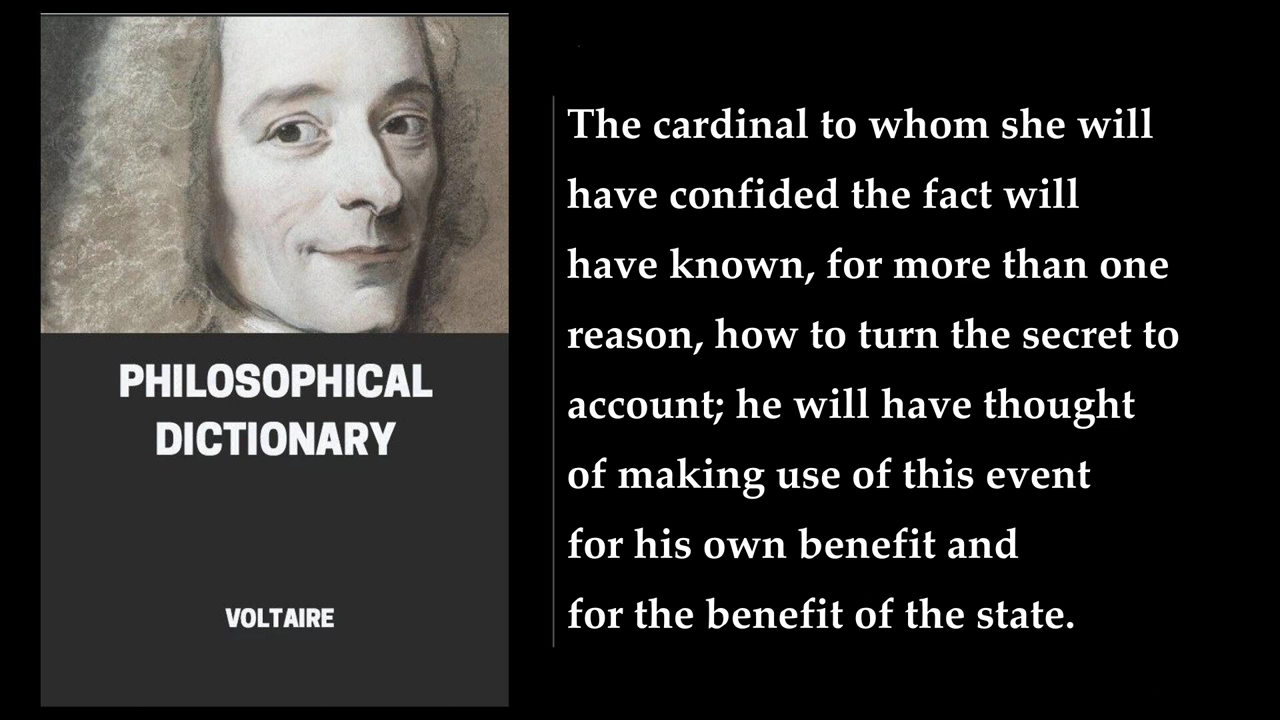 PHILOSOPHICAL
DICTIONARY
VOLTAIRE
The cardinal to whom she will
have confided the fact will
have known, for more than one
reason, how to turn the secret to
account; he will have thought
of making use of this event
for his own benefit and
for the benefit of the state.